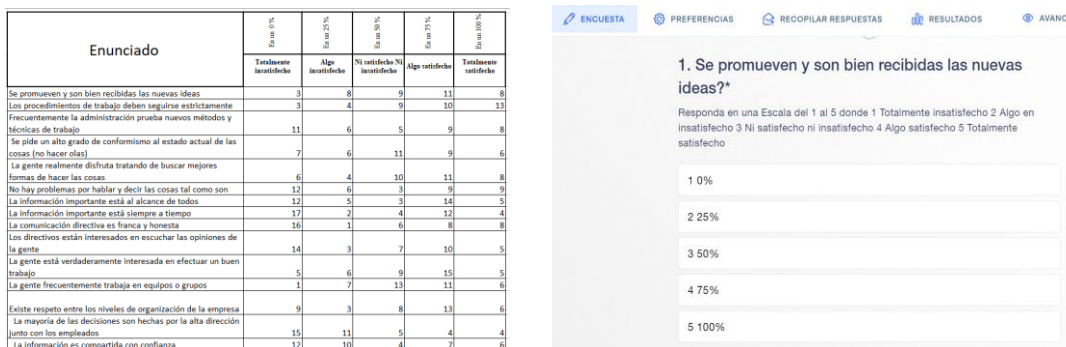 Enunciado
En un 0%
En un 25%
En un 50%
En un 75%
En un 100%
Totalmente insatisfecho
Algo insatisfecho
Ni satisfecho Ni insatisfecho
Algo satisfecho
Totalmente satisfecho
Se promueven y son bien recibidas las nuevas ideas 3 8 9 11 8
Los procedimientos de trabajo deben seguirse estrictamente 3 4 9 10 13
Frecuentemente la administración prueba nuevos métodos y
técnicas de trabajo 11 6 5 9 8
Se pide un alto grado de conformismo al estado actual de las
cosas (no hacer olas) 7 6 11 9 6
La gente realmente disfruta tratando de buscar mejores
formas de hacer las cosas 6 4 10 11 8
No hay problemas por hablar y decir las cosas tal como son 12 6 3 9 9
La información importante está al alcance de todos 12 5 3 14 5
La información importante está siempre a tiempo 17 2 4 12 4
La comunicación directiva es franca y honesta 16 1 6 8 8
Los directivos están interesados en escuchar las opiniones de
la gente 14 3 7 10 5
La gente está verdaderamente interesada en efectuar un buen
trabajo 5 6 9 15 5
La gente frecuentemente trabaja en equipos o grupos 1 7 13 11 6
Existe respeto entre los niveles de organización de la empresa 9 3 8 13 6
La mayoría de las decisiones son hechas por la alta dirección
junto con los empleados 15 11 5 4 4
La información es compartida con confianza 12 10 4 7 6
ENCUESTA PREFERENCIAS RECOPILAR RESPUESTAS RESULTADOS AVANC
1. Se promueven y son bien recibidas las nuevas
ideas?*
Responda en una Escala del 1 al 5 donde 1 Totalmente insatisfecho 2 Algo en
insatisfecho 3 Ni satisfecho ni insatisfecho 4 Algo satisfecho 5 Totalmente
satisfecho
1 0%
2 25%
3 50%
4 75%
5 100%